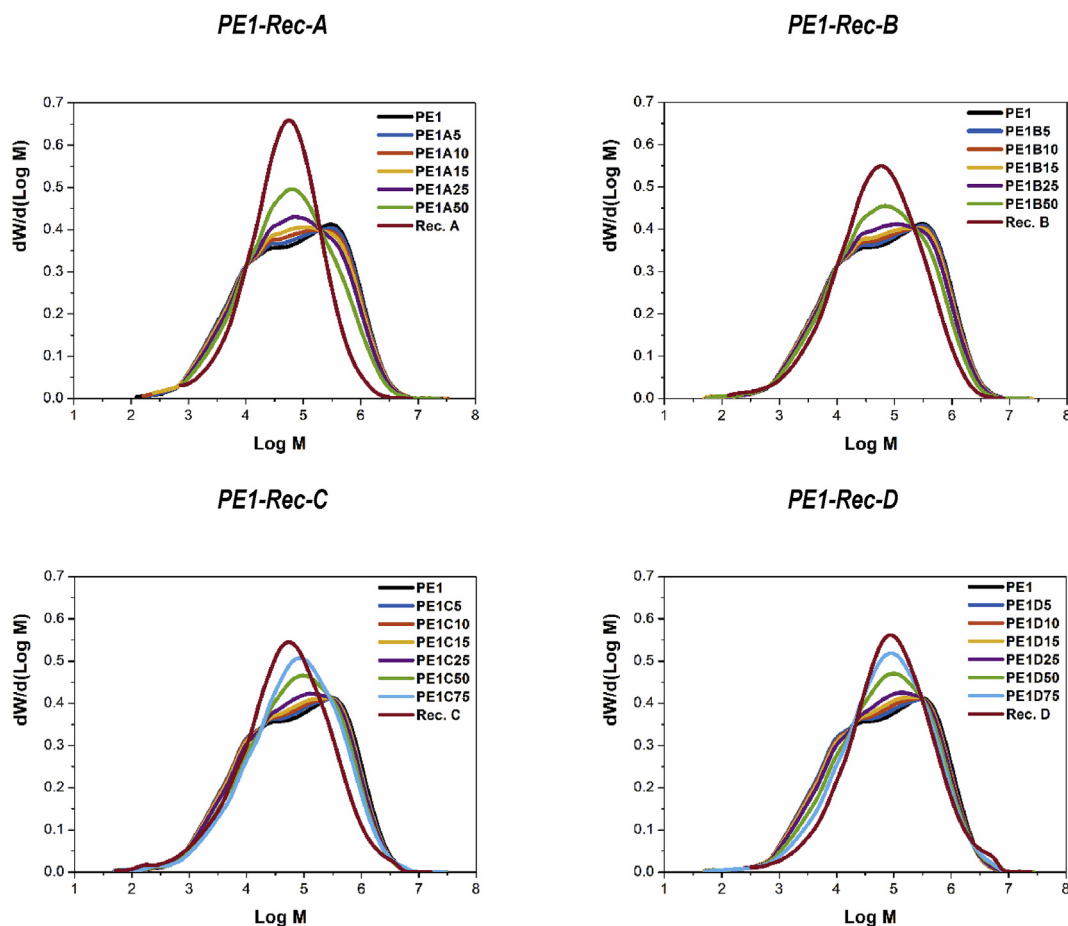 PE1-Rec-A
PE1-Rec-B
dW/d(Log M)
0.7
0.6
0.5
0.4
0.3
0.2
0.1
0.0
1 2 3 4 5 6 7 8
Log M
PE1
PE1A5
PE1A10
PE1A15
PE1A25
PE1A50
Rec. A
dW/d(Log M)
0.7
0.6
0.5
0.4
0.3
0.2
0.1
0.0
1 2 3 4 5 6 7 8
Log M
PE1
PE1B5
PE1B10
PE1B15
PE1B25
PE1B50
Rec. B
PE1-Rec-C
PE1-Rec-D
dW/d(Log M)
0.7
0.6
0.5
0.4
0.3
0.2
0.1
0.0
1 2 3 4 5 6 7 8
Log M
PE1
PE1C5
PE1C10
PE1C15
PE1C25
PE1C50
PE1C75
Rec. C
dW/d(Log M)
0.7
0.6
0.5
0.4
0.3
0.2
0.1
0.0
1 2 3 4 5 6 7 8
Log M
PE1
PE1D5
PE1D10
PE1D15
PE1D25
PE1D50
PE1D75
Rec. D